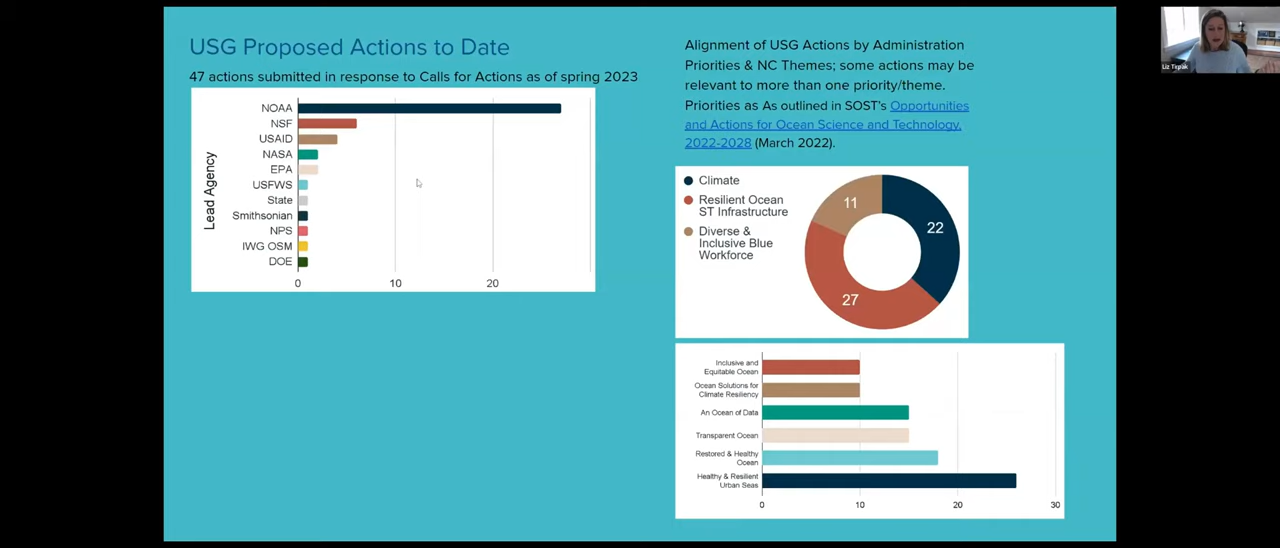 USG Proposed Actions to Date
47 actions submitted in response to Calls for Actions as of spring 2023
Lead Agency
NOAA
NSF
USAID
NASA
EPA
USFWS
State
Smithsonian
NPS
IWG OSM
DOE
0 10 20
Alignment of USG Actions by Administration
Priorities & NC Themes; some actions may be
relevant to more than one priority/theme.
Priorities as As outlined in SOST's Opportunities
and Actions for Ocean Science and Technology,
2022-2028 (March 2022).
Climate
Resilient Ocean
ST Infrastructure
Diverse &
Inclusive Blue
Workforce
11
22
27
Inclusive and
Equitable Ocean
Ocean Solutions for
Climate Resiliency
An Ocean of Data
Transparent Ocean
Restored & Healthy
Ocean
Healthy & Resilient
Urban Seas
0 10 20 30
Liz Tirpak